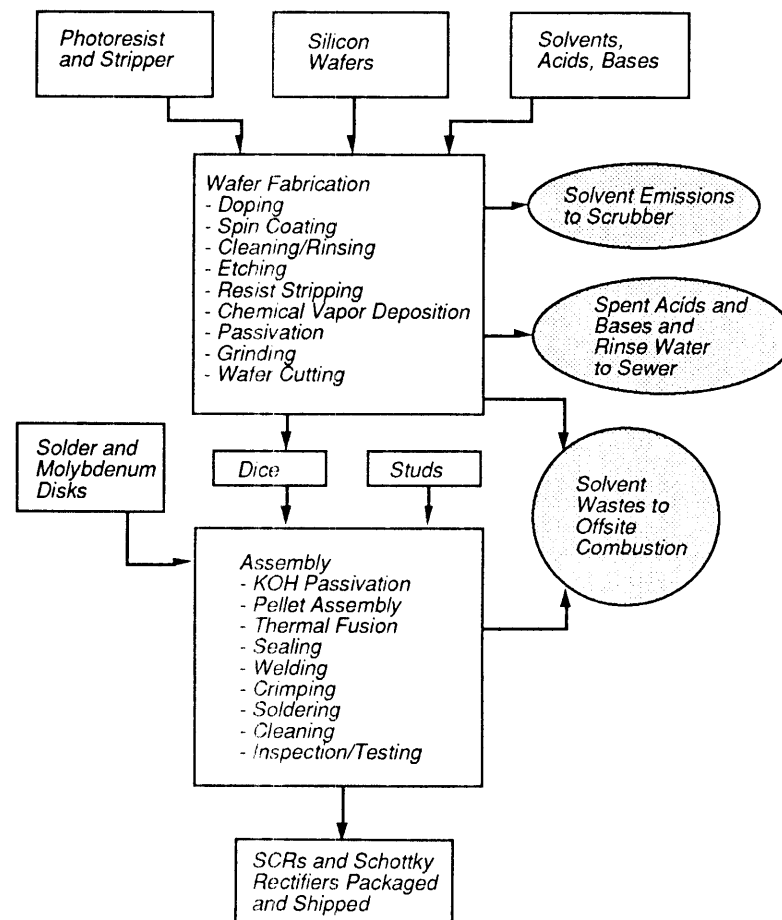 Photoresist
and Stripper
Silicon
Wafers
Solvents,
Acids, Bases
Wafer Fabrication
- Doping
- Spin Coating
- Cleaning/Rinsing
- Etching
- Resist Stripping
- Chemical Vapor Deposition
- Passivation
- Grinding
- Wafer Cutting
Solvent Emissions
to Scrubber
Spent Acids and
Bases and
Rinse Water
to Sewer
Solder and
Molybdenum
Disks
Dice
Studs
Solvent
Wastes to
Offsite
Combustion
Assembly
- KOH Passivation
- Pellet Assembly
- Thermal Fusion
- Sealing
- Welding
- Crimping
- Soldering
- Cleaning
- Inspection/Testing
SCRs and Schottky
Rectifiers Packaged
and Shipped